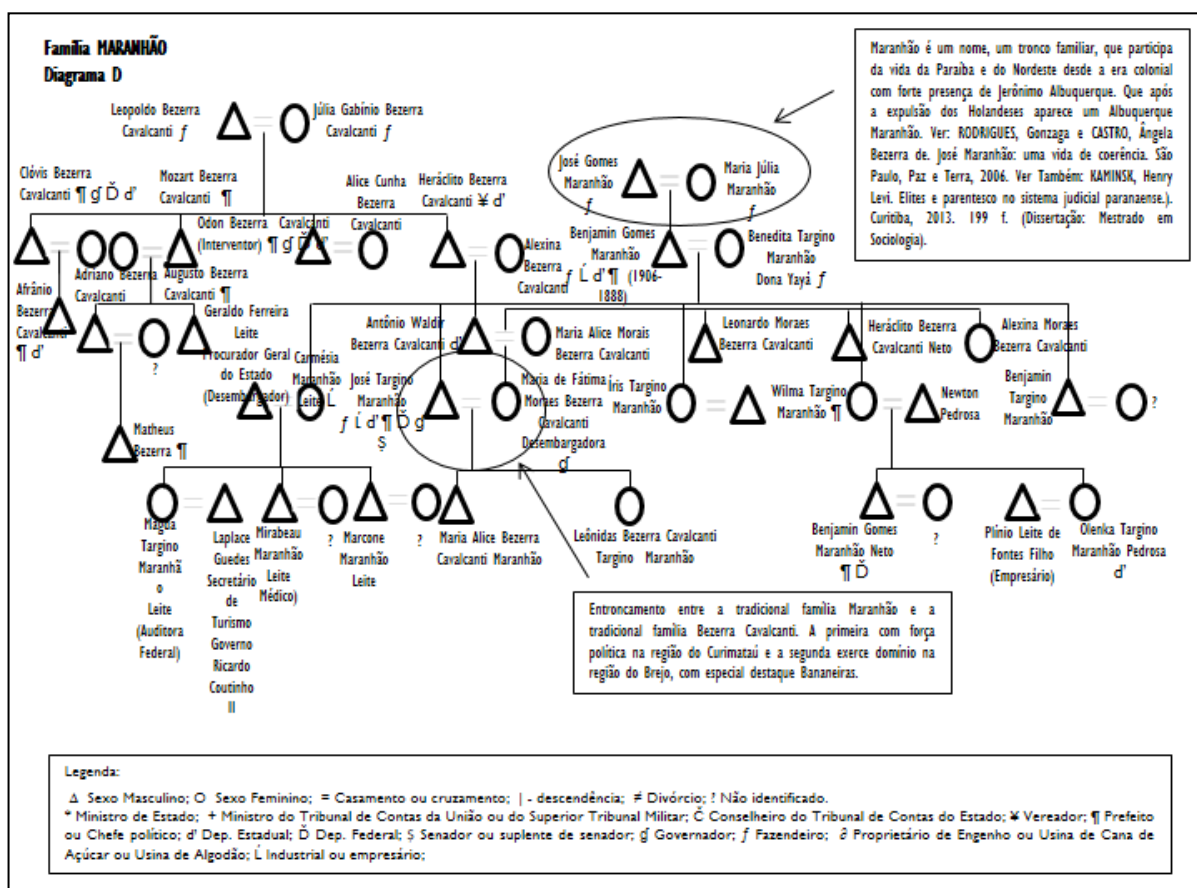 Família MARANHÃO
Diagrama D
Maranhão é um nome, um tronco familiar, que participa
da vida da Paraíba e do Nordeste desde a era colonial
com forte presença de Jerônimo Albuquerque. Que após
a expulsão dos Holandeses aparece um Albuquerque
Maranhão. Ver: RODRIGUES, Gonzaga e CASTRO, Ângela
Bezerra de. José Maranhão: uma vida de coerência. São
Paulo, Paz e Terra, 2006. Ver Também: KAMINSK, Henry
Levi. Elites e parentesco no sistema judicial paranaense.).
Curitiba, 2013. 199 f. (Dissertação: Mestrado em
Sociologia).
Leopoldo Bezerra
Cavalcanti ƒ
=
Júlia Gabínio Bezerra
Cavalcanti ƒ
José Gomes
Maranhão
ƒ
=
Maria Júlia
Maranhão
ƒ
Clóvis Bezerra
Cavalcanti ¶ ɠ Ď ď
=
Mozart Bezerra
Cavalcanti ¶
=
Odon Bezerra Cavalcanti
(Interventor) ¶ ɠ Ď ď
=
Alice Cunha
Bezerra
Cavalcanti
Heráclito Bezerra
Cavalcanti ¥ ď
=
Alexina
Bezerra
Cavalcanti
Benjamin Gomes
Maranhão
ƒ Ĺ ď ¶ (1906-
1888)
=
Benedita Targino
Maranhão
Dona Yayá ƒ
Afrânio
Bezerra
Cavalcanti
¶ ď
Adriano Bezerra
Cavalcanti
=
?
Augusto Bezerra
Cavalcanti ¶
Geraldo Ferreira
Leite
Procurador Geral
do Estado
(Desembargador)
=
Carmésia
Maranhão
Leite Ĺ
Antônio Waldir
Bezerra Cavalcanti ď
=
Maria Alice Morais
Bezerra Cavalcanti
Leonardo Moraes
Bezerra Cavalcanti
Heráclito Bezerra
Cavalcanti Neto
Alexina Moraes
Bezerra Cavalcanti
José Targino
Maranhão
ƒ Ĺ ď ¶ Ď ɠ
Ș
=
Maria de Fátima
Moraes Bezerra
Cavalcanti
Desembargadora
ɠ
Íris Targino
Maranhão
=
Wilma Targino
Maranhão ¶
=
Newton
Pedrosa
Benjamin
Targino
Maranhão
=
?
Matheus
Bezerra ¶
Magda
Targino
Maranhã
o
Leite
(Auditora
Federal)
=
Laplace
Guedes
Secretário
de
Turismo
Governo
Ricardo
Coutinho
II
Mirabeau
Maranhão
Leite
Médico)
=
?
Marcone
Maranhão
Leite
=
?
Maria Alice Bezerra
Cavalcanti Maranhão
Leônidas Bezerra Cavalcanti
Targino Maranhão
Benjamin Gomes
Maranhão Neto
¶ Ď
=
?
Plínio Leite de
Fontes Filho
(Empresário)
=
Olenka Targino
Maranhão Pedrosa
ď
Entroncamento entre a tradicional família Maranhão e a
tradicional família Bezerra Cavalcanti. A primeira com força
política na região do Curimataú e a segunda exerce domínio na
região do Brejo, com especial destaque Bananeiras.
Legenda:
Δ Sexo Masculino; O Sexo Feminino; = Casamento ou cruzamento; | - descendência; ≠ Divórcio; ? Não identificado.
* Ministro de Estado; + Ministro do Tribunal de Contas da União ou do Superior Tribunal Militar; Č Conselheiro do Tribunal de Contas do Estado; ¥ Vereador; ¶ Prefeito
ou Chefe político; ď Dep. Estadual; Ď Dep. Federal; Ș Senador ou suplente de senador; ɠ Governador; ƒ Fazendeiro; ∂ Proprietário de Engenho ou Usina de Cana de
Açúcar ou Usina de Algodão; Ĺ Industrial ou empresário;